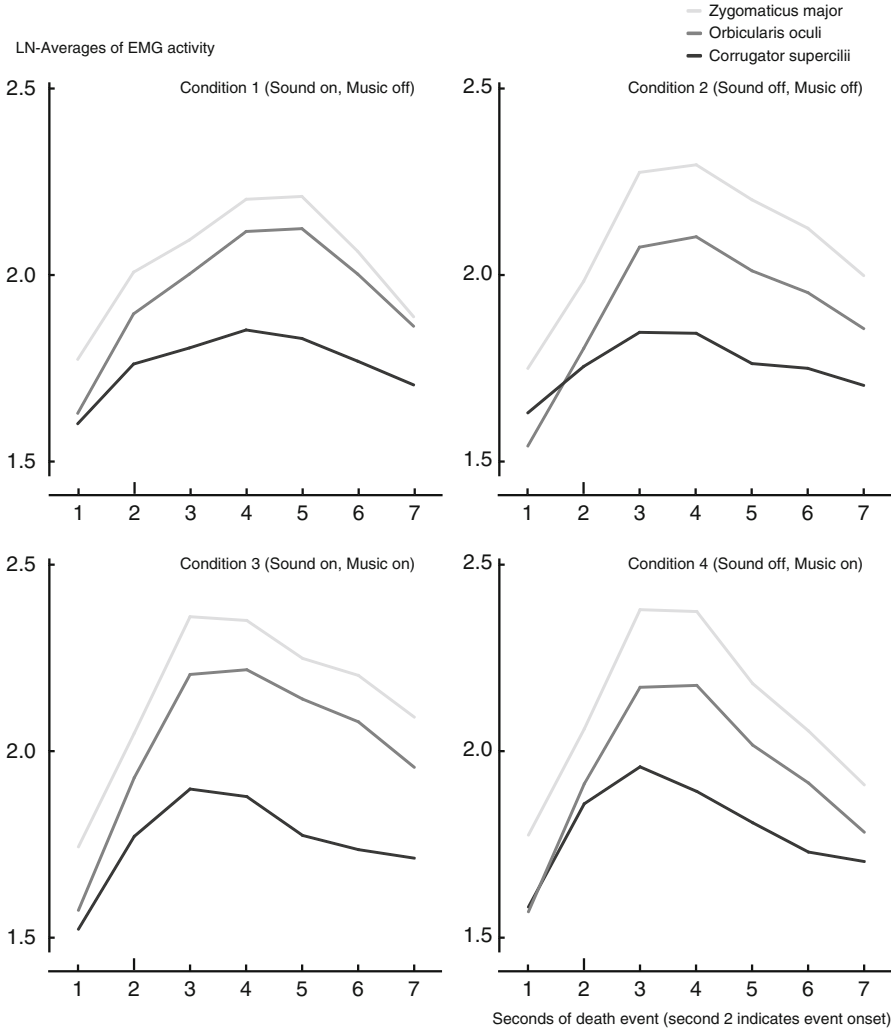 Zygomaticus major
Orbicularis oculi
Corrugator supercilii
LN-Averages of EMG activity
Condition 1 (Sound on, Music off)
2.5
2.0
1.5
1 2 3 4 5 6 7
Condition 2 (Sound off, Music off)
2.5
2.0
1.5
1 2 3 4 5 6 7
Condition 3 (Sound on, Music on)
2.5
2.0
1.5
1 2 3 4 5 6 7
Condition 4 (Sound off, Music on)
2.5
2.0
1.5
1 2 3 4 5 6 7
Seconds of death event (second 2 indicates event onset)